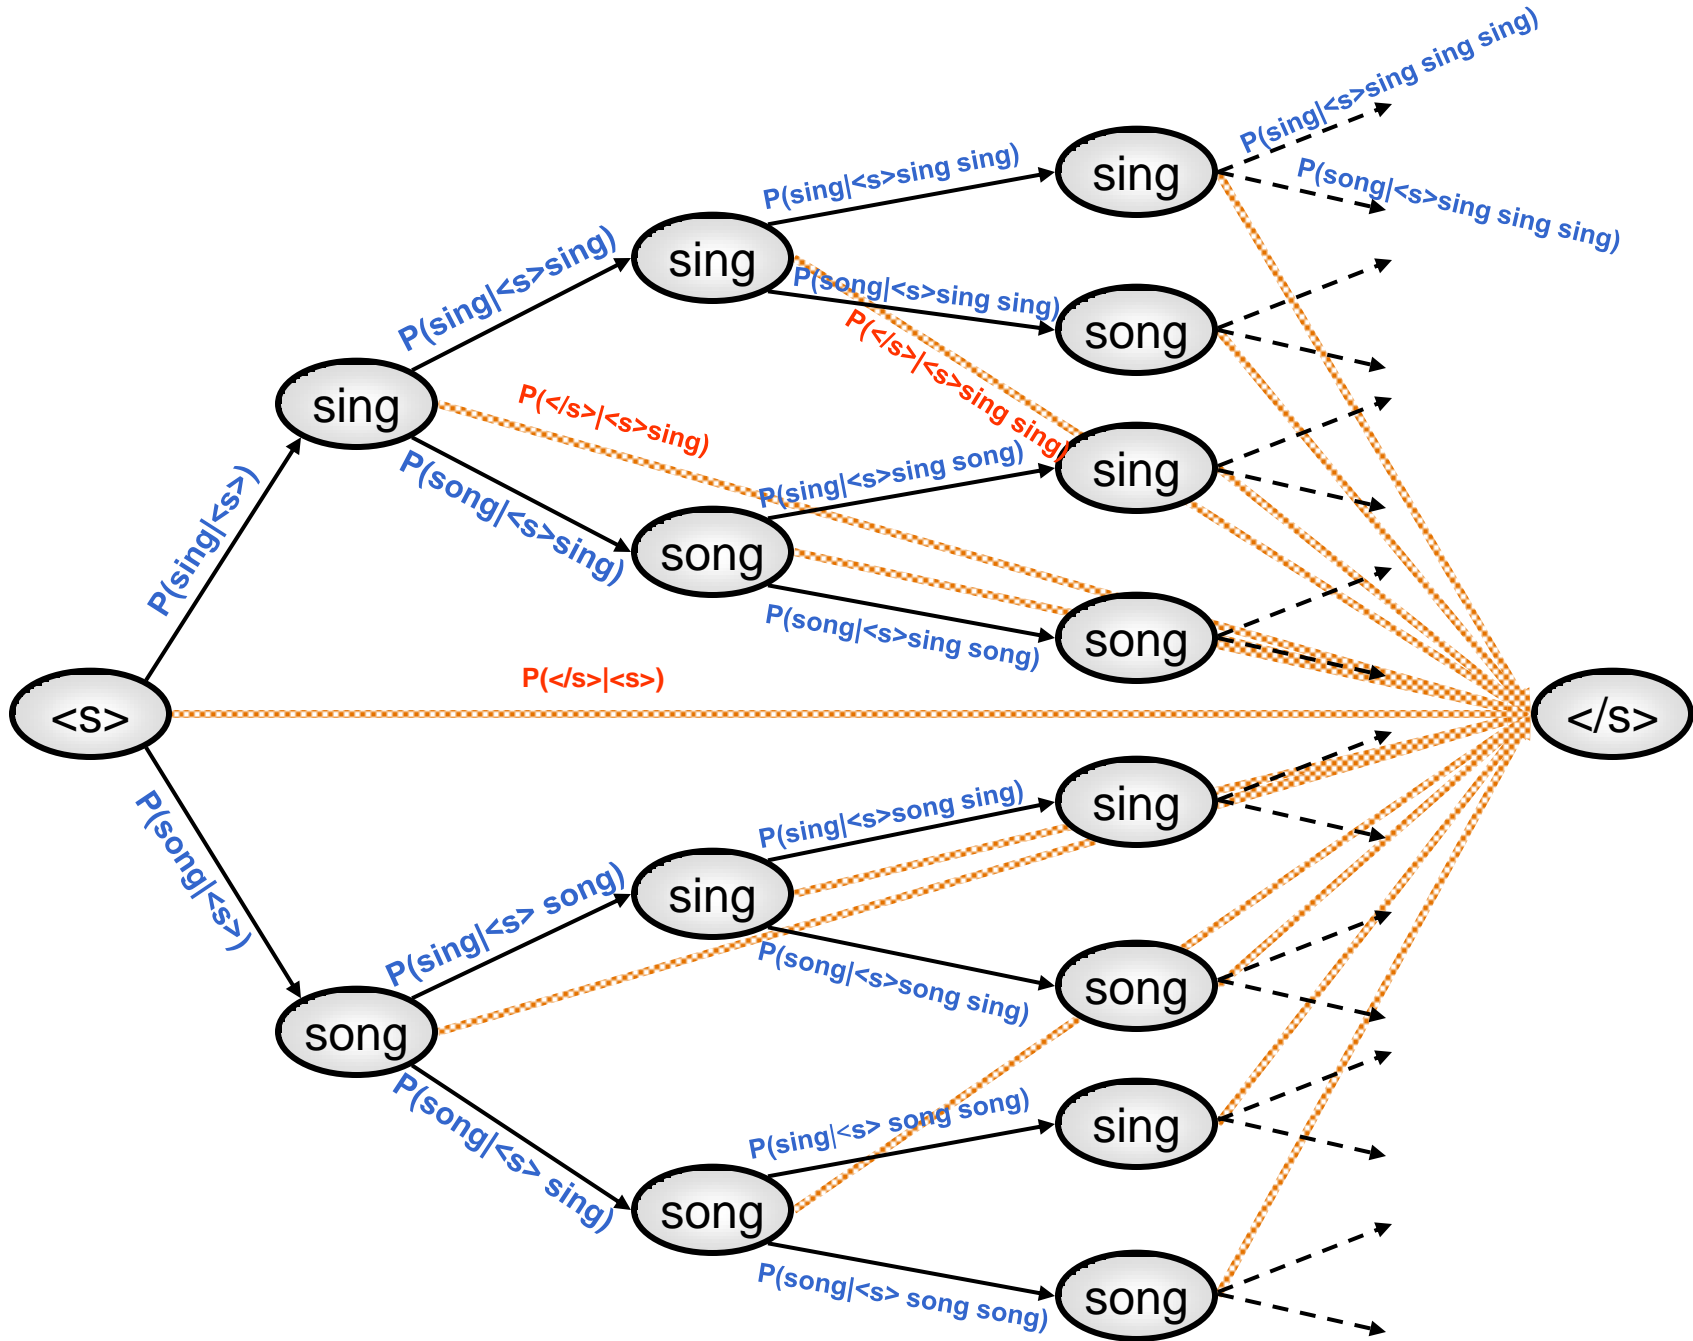 P(sing|<s>sing sing sing)
P(sing|<s>sing sing)
sing
P(song|<s>sing sing sing)
P(sing|<s>sing)
sing
P(song|<s>sing sing)
song
P(</s>|<s>sing sing)
sing
P(</s>|<s>sing)
P(sing|<s>)
P(song|<s>sing)
P(sing|<s>sing song)
sing
song
P(song|<s>sing song)
song
P(</s>|<s>)
<s>
</s>
P(song|<s>)
P(sing|<s>song sing)
sing
P(sing|<s> song)
sing
P(song|<s>song sing)
song
song
P(song|<s> sing)
P(sing|<s> song song)
sing
song
P(song|<s> song song)
song